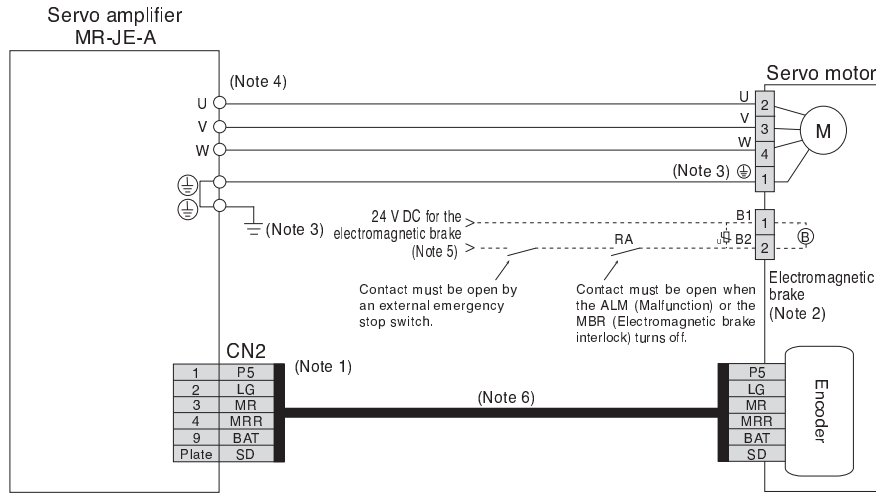 Servo amplifier
MR-JE-A
Servo motor
(Note 4)
U
V
W
U
V
W
2
3
4
1
M
(Note 3)
(Note 3)
24 V DC for the
electromagnetic brake
(Note 5)
RA
B1
B2
1
2
U
B
Contact must be open by
an external emergency
stop switch.
Contact must be open when
the ALM (Malfunction) or the
MBR (Electromagnetic brake
interlock) turns off.
Electromagnetic
brake
(Note 2)
CN2
(Note 1)
(Note 6)
1 P5
2 LG
3 MR
4 MRR
9 BAT
Plate SD
P5
LG
MR
MRR
BAT
SD
Encoder